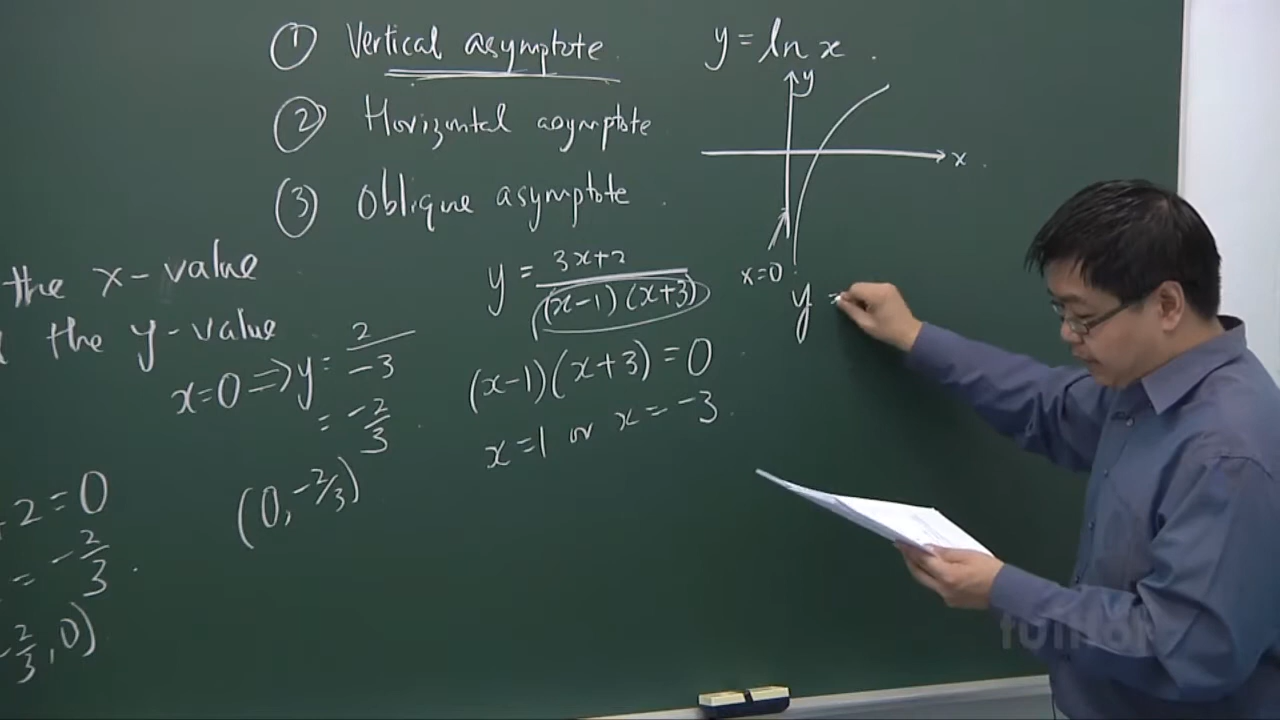 ① Vertical asymptote.
② Horizontal asymptote
③ Oblique asymptote.
y = ln x.
y
x.
x=0
y =
the x-value
the y-value
x=0 ⟹ y = 2/-3
= -2/3.
(0, -2/3)
+2 = 0
= -2/3.
-2/3, 0)
y = 3x+2/(x-1)(x+3)
(x-1)(x+3) = 0
x=1 or x=-3.